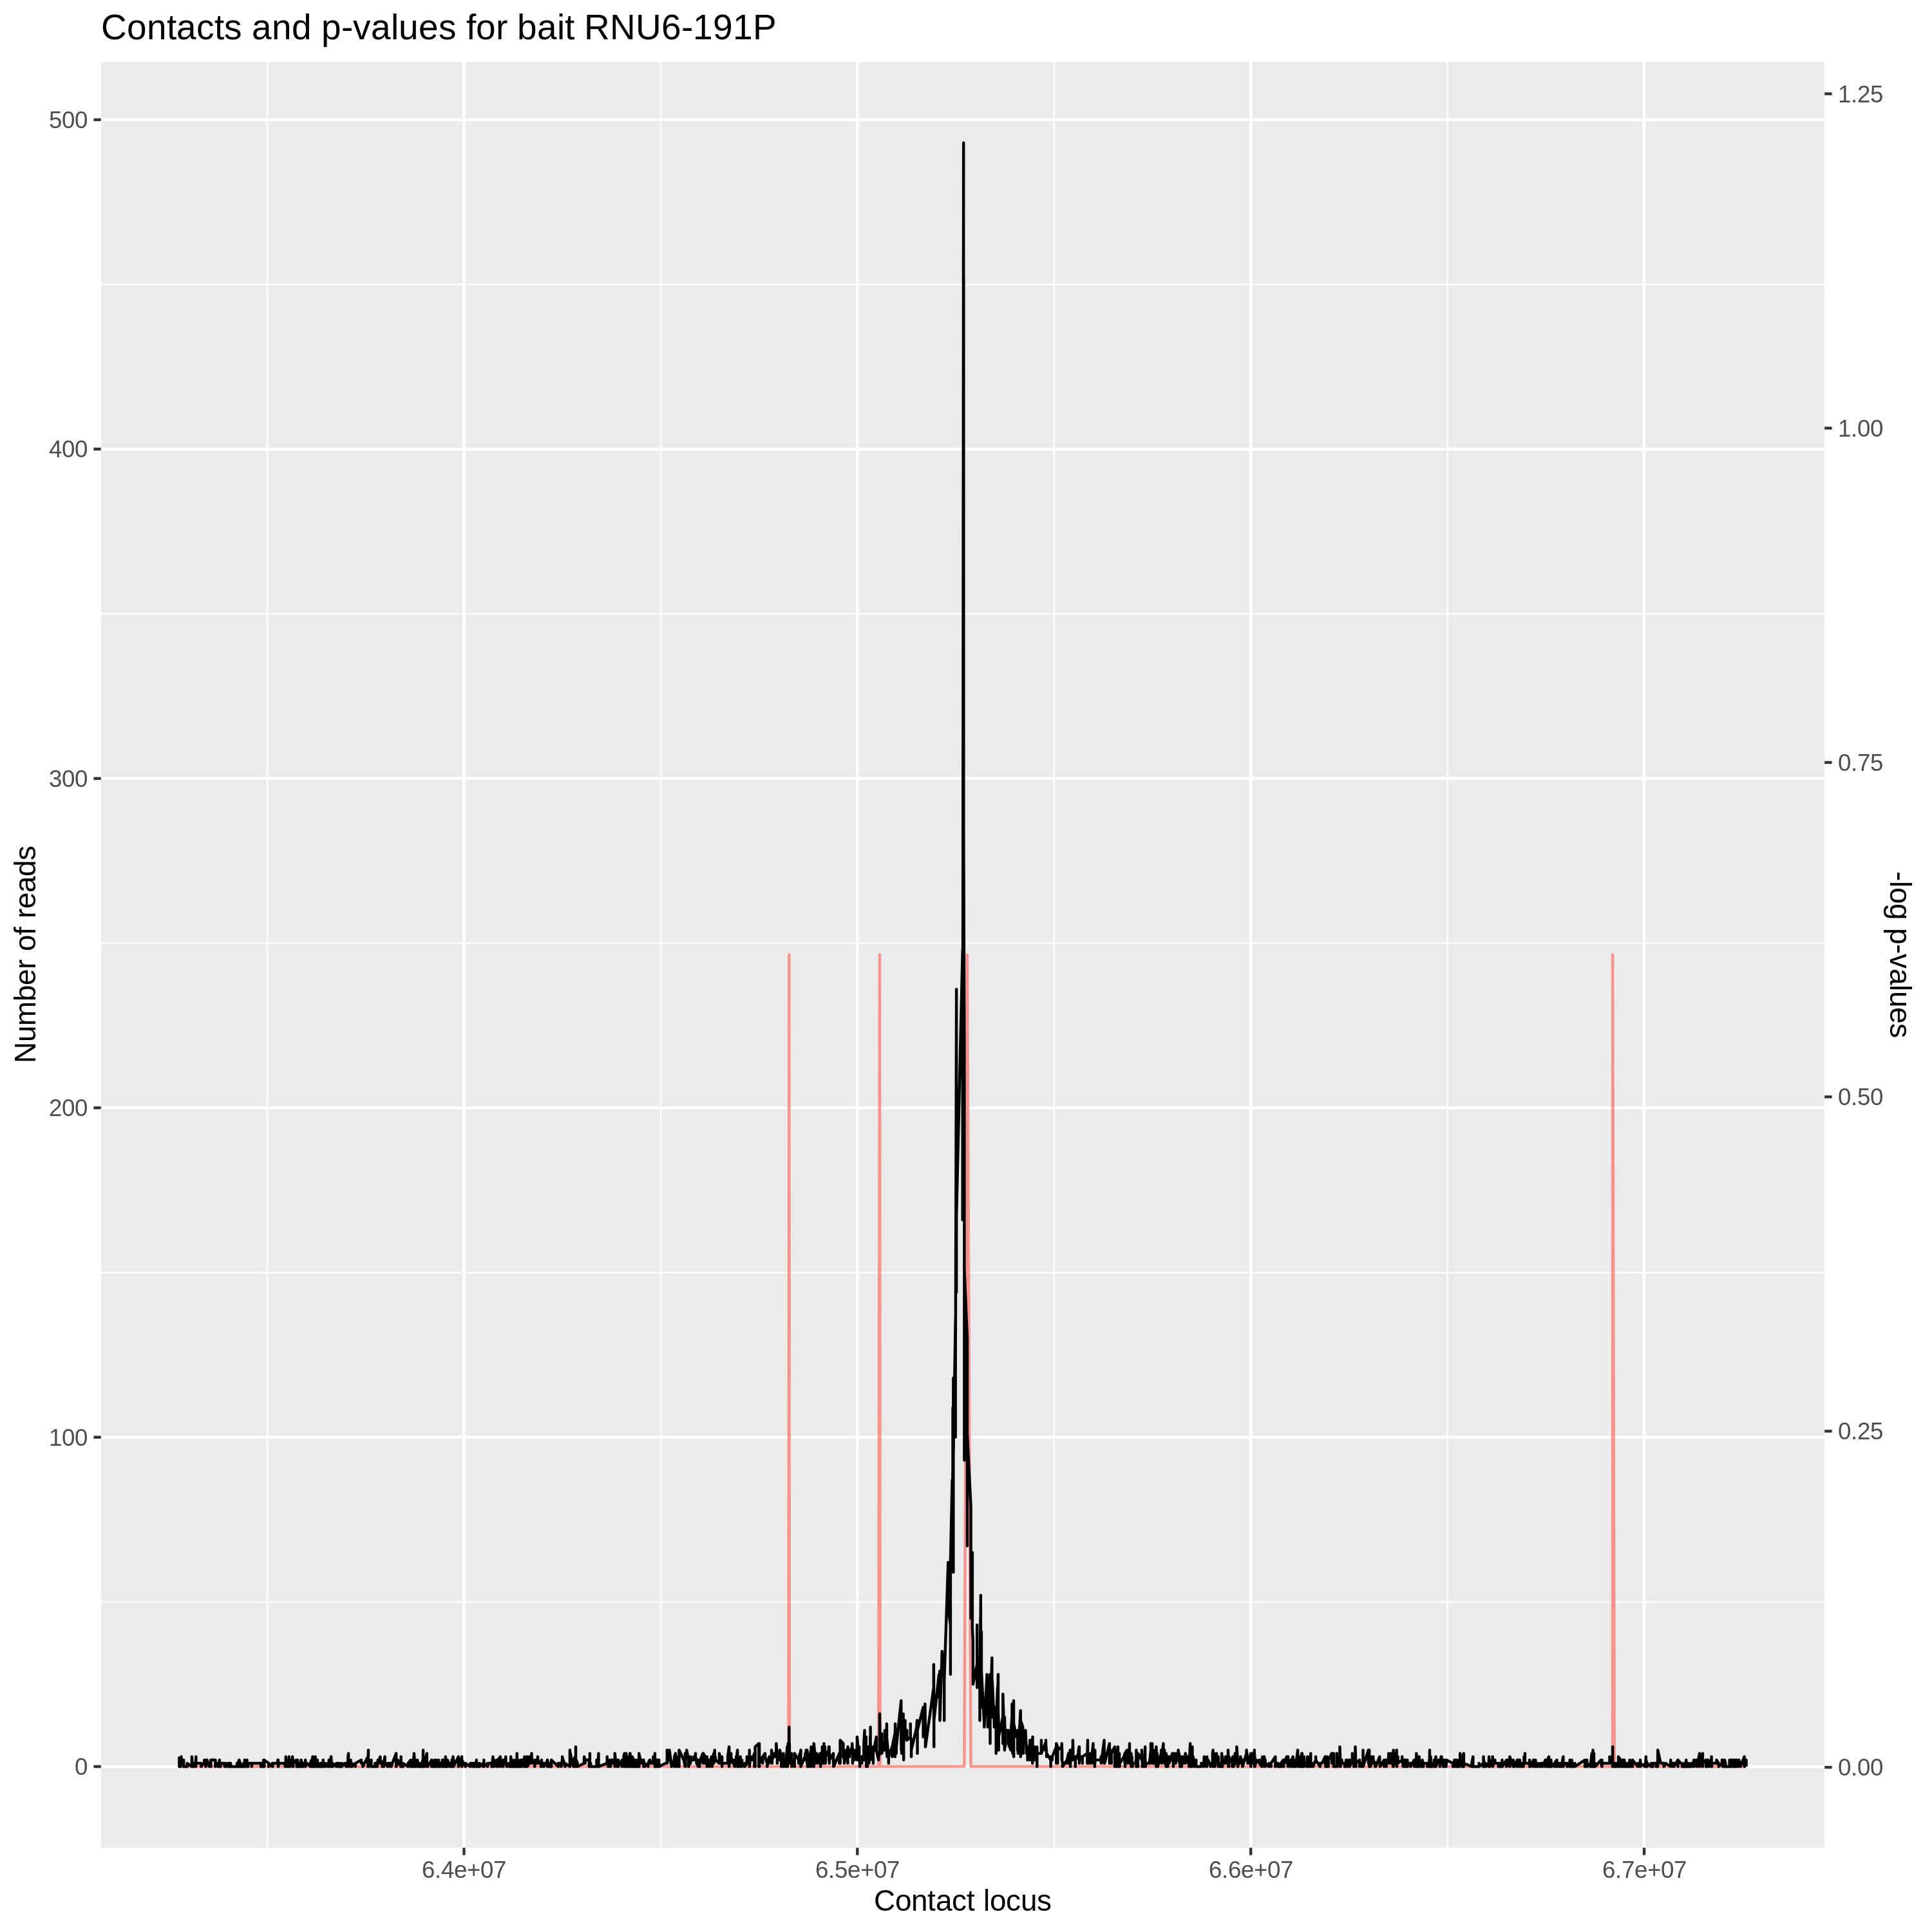 Contacts and p-values for bait RNU6-191P
500
400
300
200
100
0
Number of reads
1.25
1.00
0.75
0.50
0.25
0.00
-log p-values
6.4e+07
6.5e+07
6.6e+07
6.7e+07
Contact locus